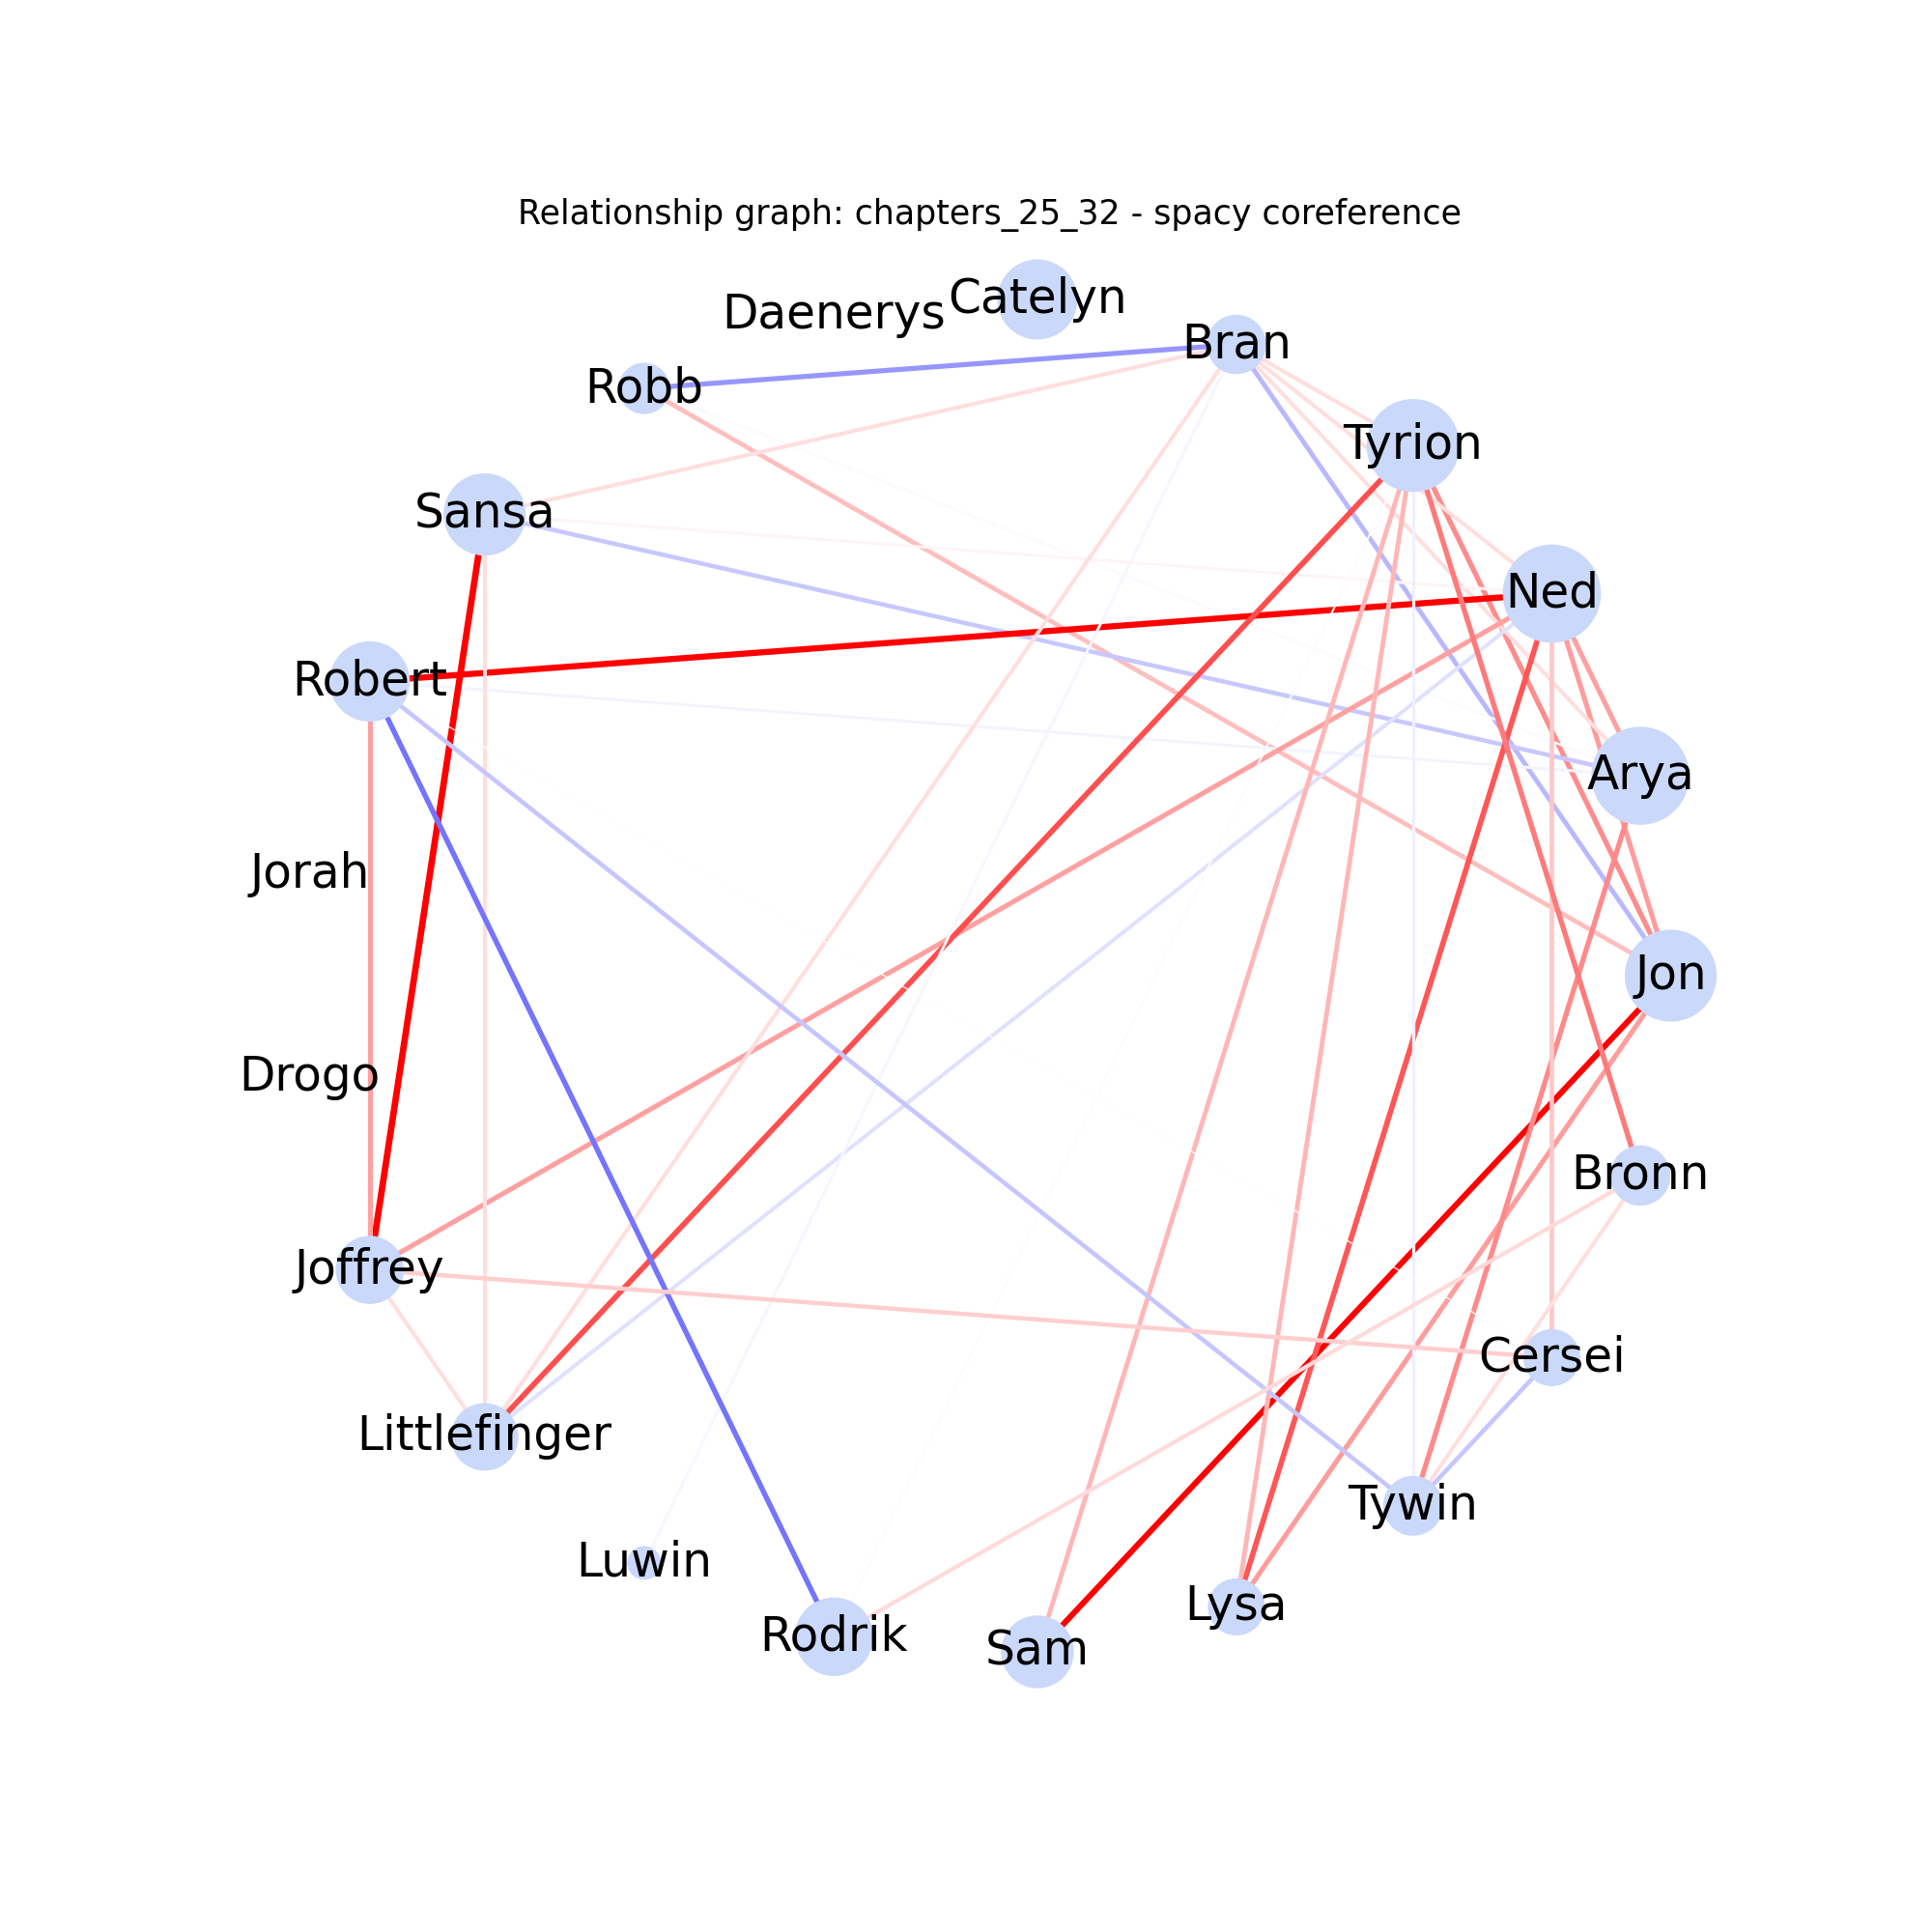 Relationship graph: chapters_25_32 - spacy coreference
Catelyn
Daenerys
Bran
Robb
Tyrion
Sansa
Ned
Robert
Arya
Jorah
Jon
Drogo
Bronn
Joffrey
Cersei
Littlefinger
Tywin
Luwin
Lysa
Rodrik
Sam